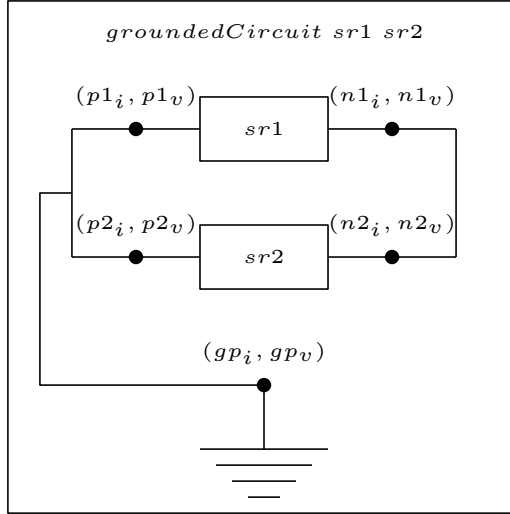 groundedCircuit sr1 sr2
(p1_i, p1_v) (n1_i, n1_v)
sr1
(p2_i, p2_v) (n2_i, n2_v)
sr2
(gp_i, gp_v)